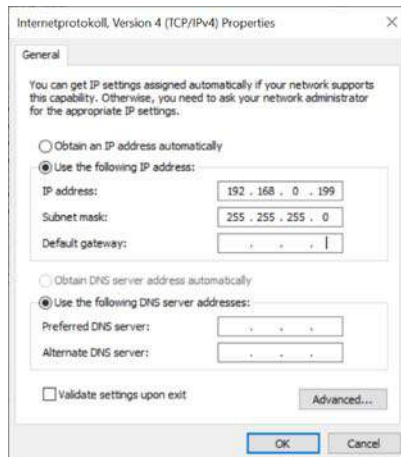 Internetprotokoll, Version 4 (TCP/IPv4) Properties
General
You can get IP settings assigned automatically if your network supports
this capability. Otherwise, you need to ask your network administrator
for the appropriate IP settings.
Obtain an IP address automatically
Use the following IP address:
IP address: 192 . 168 . 0 . 199
Subnet mask: 255 . 255 . 255 . 0
Default gateway: . . .
Obtain DNS server address automatically
Use the following DNS server addresses:
Preferred DNS server: . . .
Alternate DNS server: . . .
Validate settings upon exit
Advanced...
OK Cancel